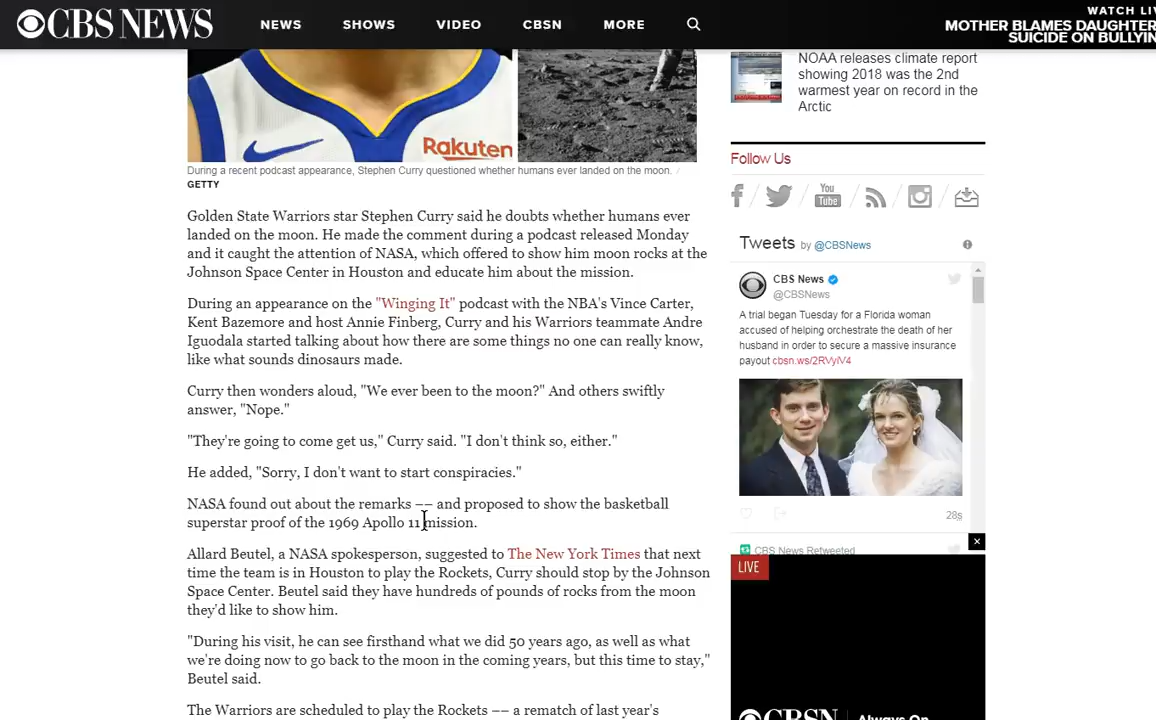 CBS NEWS
NEWS
SHOWS
VIDEO
CBSN
MORE
WATCH LIV
MOTHER BLAMES DAUGHTER
SUICIDE ON BULLYIN
Rakuten
During a recent podcast appearance, Stephen Curry questioned whether humans ever landed on the moon. /
GETTY
Golden State Warriors star Stephen Curry said he doubts whether humans ever
landed on the moon. He made the comment during a podcast released Monday
and it caught the attention of NASA, which offered to show him moon rocks at the
Johnson Space Center in Houston and educate him about the mission.
During an appearance on the "Winging It" podcast with the NBA's Vince Carter,
Kent Bazemore and host Annie Finberg, Curry and his Warriors teammate Andre
Iguodala started talking about how there are some things no one can really know,
like what sounds dinosaurs made.
Curry then wonders aloud, "We ever been to the moon?" And others swiftly
answer, "Nope."
"They're going to come get us," Curry said. "I don't think so, either."
He added, "Sorry, I don't want to start conspiracies."
NASA found out about the remarks –– and proposed to show the basketball
superstar proof of the 1969 Apollo 11 mission.
Allard Beutel, a NASA spokesperson, suggested to The New York Times that next
time the team is in Houston to play the Rockets, Curry should stop by the Johnson
Space Center. Beutel said they have hundreds of pounds of rocks from the moon
they'd like to show him.
"During his visit, he can see firsthand what we did 50 years ago, as well as what
we're doing now to go back to the moon in the coming years, but this time to stay,"
Beutel said.
The Warriors are scheduled to play the Rockets –– a rematch of last year's
NOAA releases climate report
showing 2018 was the 2nd
warmest year on record in the
Arctic
Follow Us
You
Tube
Tweets by @CBSNews
CBS News
@CBSNews
A trial began Tuesday for a Florida woman
accused of helping orchestrate the death of her
husband in order to secure a massive insurance
payout cbsn.ws/2RVyIV4
28s
CBS News Retweeted
LIVE
CBSN Always On